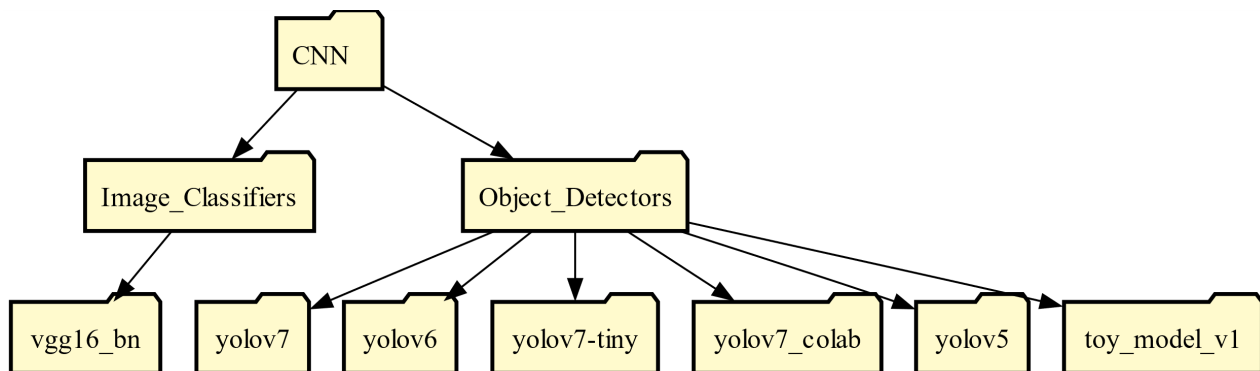 CNN
Image_Classifiers
Object_Detectors
vgg16_bn
yolov7
yolov6
yolov7-tiny
yolov7_colab
yolov5
toy_model_v1